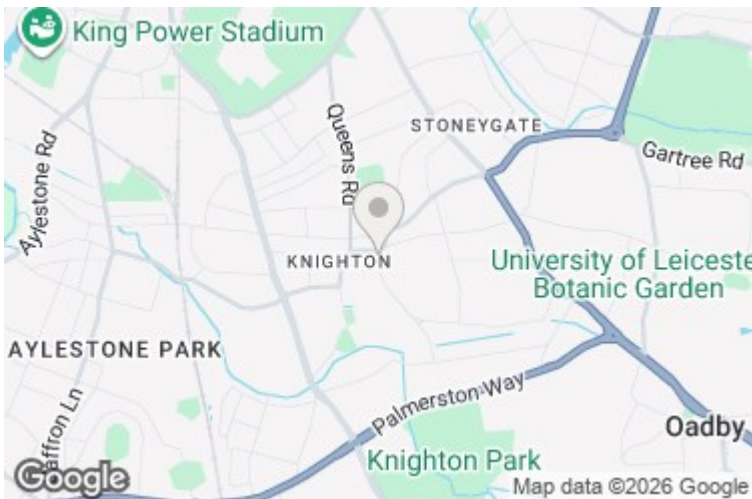 King Power Stadium
Queens Rd
STONEYGATE
Gartree Rd
Aylestone Rd
KNIGHTON
University of Leiceste
Botanic Garden
AYLESTONE PARK
Palmerston Way
affron Ln
Oadby
Knighton Park
Google
Map data ©2026 Google